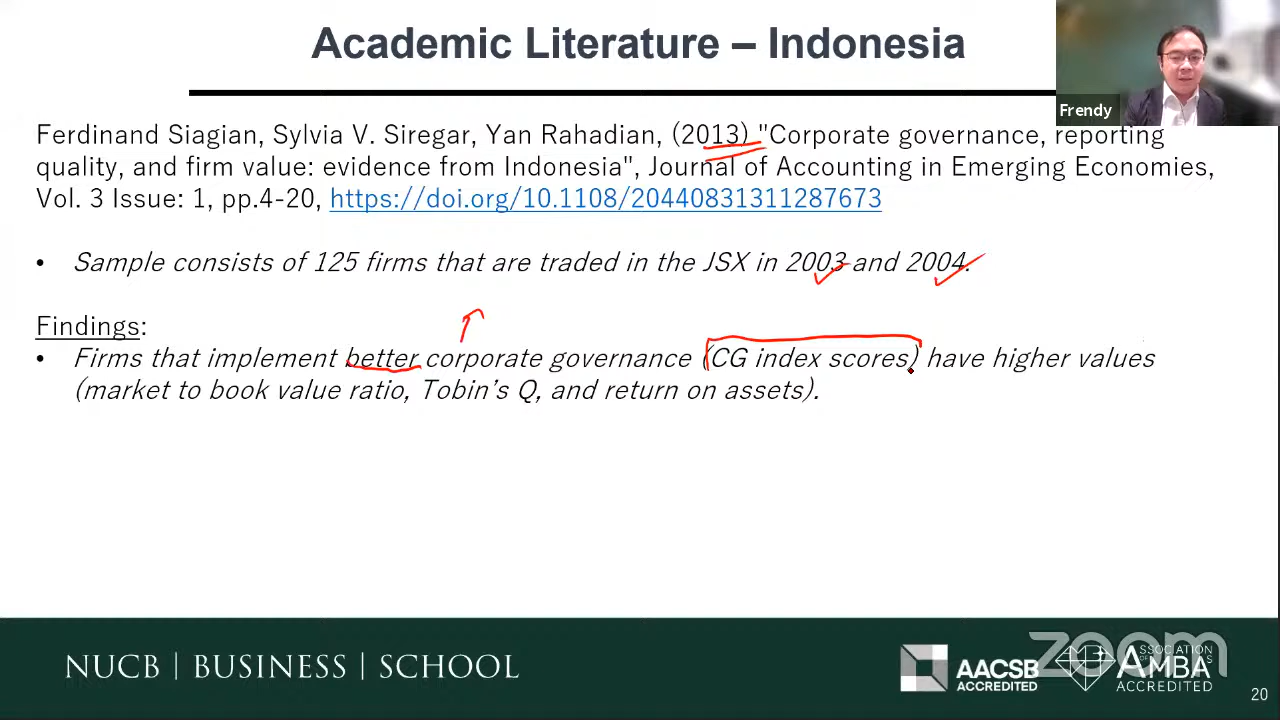 Academic Literature – Indonesia
Frendy
Ferdinand Siagian, Sylvia V. Siregar, Yan Rahadian, (2013) "Corporate governance, reporting
quality, and firm value: evidence from Indonesia", Journal of Accounting in Emerging Economies,
Vol. 3 Issue: 1, pp.4-20, https://doi.org/10.1108/20440831311287673
• Sample consists of 125 firms that are traded in the JSX in 2003 and 2004.
Findings:
• Firms that implement better corporate governance (CG index scores) have higher values
(market to book value ratio, Tobin's Q, and return on assets).
NUCB | BUSINESS | SCHOOL
AACSB
ACCREDITED
ASSOCIATION
AMBA
ACCREDITED
zoom
20